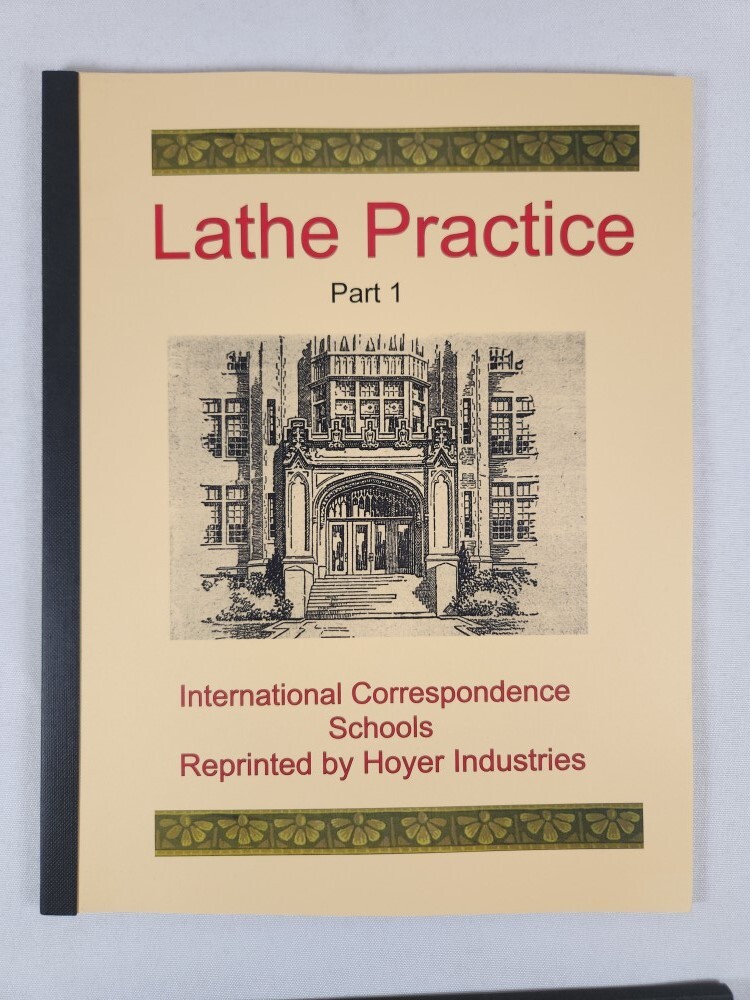 Lathe Practice
Part 1
International Correspondence
Schools
Reprinted by Hoyer Industries